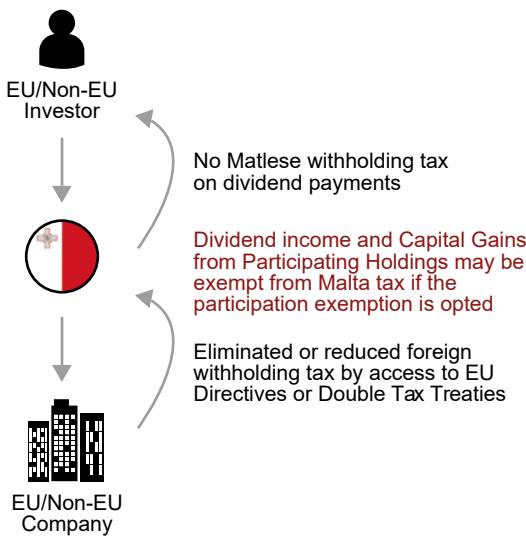 EU/Non-EU
Investor
No Matlese withholding tax
on dividend payments
Dividend income and Capital Gains
from Participating Holdings may be
exempt from Malta tax if the
participation exemption is opted
Eliminated or reduced foreign
withholding tax by access to EU
Directives or Double Tax Treaties
EU/Non-EU
Company